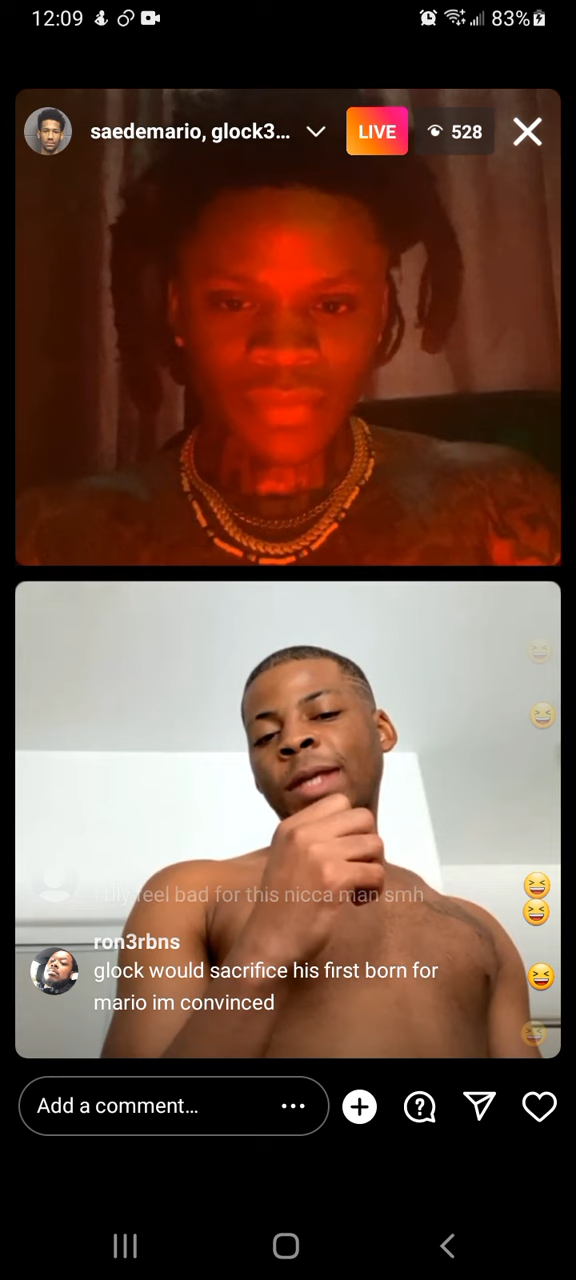 12:09
83%
saedemario, glock3...
LIVE
528
feel bad for this nicca man smh
ron3rbns
glock would sacrifice his first born for
mario im convinced
Add a comment...